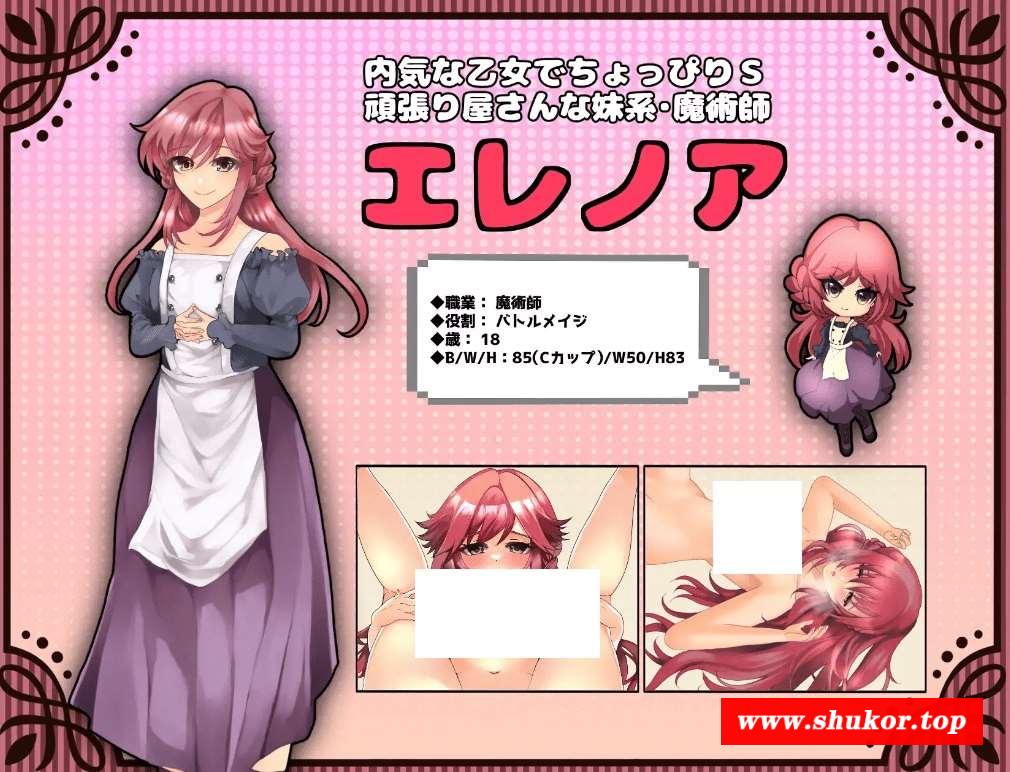 内気な乙女でちょっぴりS
頑張り屋さんな妹系・魔術師
エレノア
◆職業： 魔術師
◆役割： バトルメイジ
◆歳： 18
◆B/W/H：85(Cカップ)/W50/H83
www.shukor.top